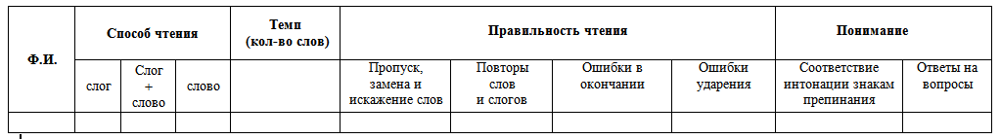 Ф.И.
Способ чтения
Темп
(кол-во слов)
Правильность чтения
Понимание
слог
Слог
+
слово
слово
Пропуск,
замена и
искажение слов
Повторы
слов
и слогов
Ошибки в
окончании
Ошибки
ударения
Соответствие
интонации знакам
препинания
Ответы на
вопросы